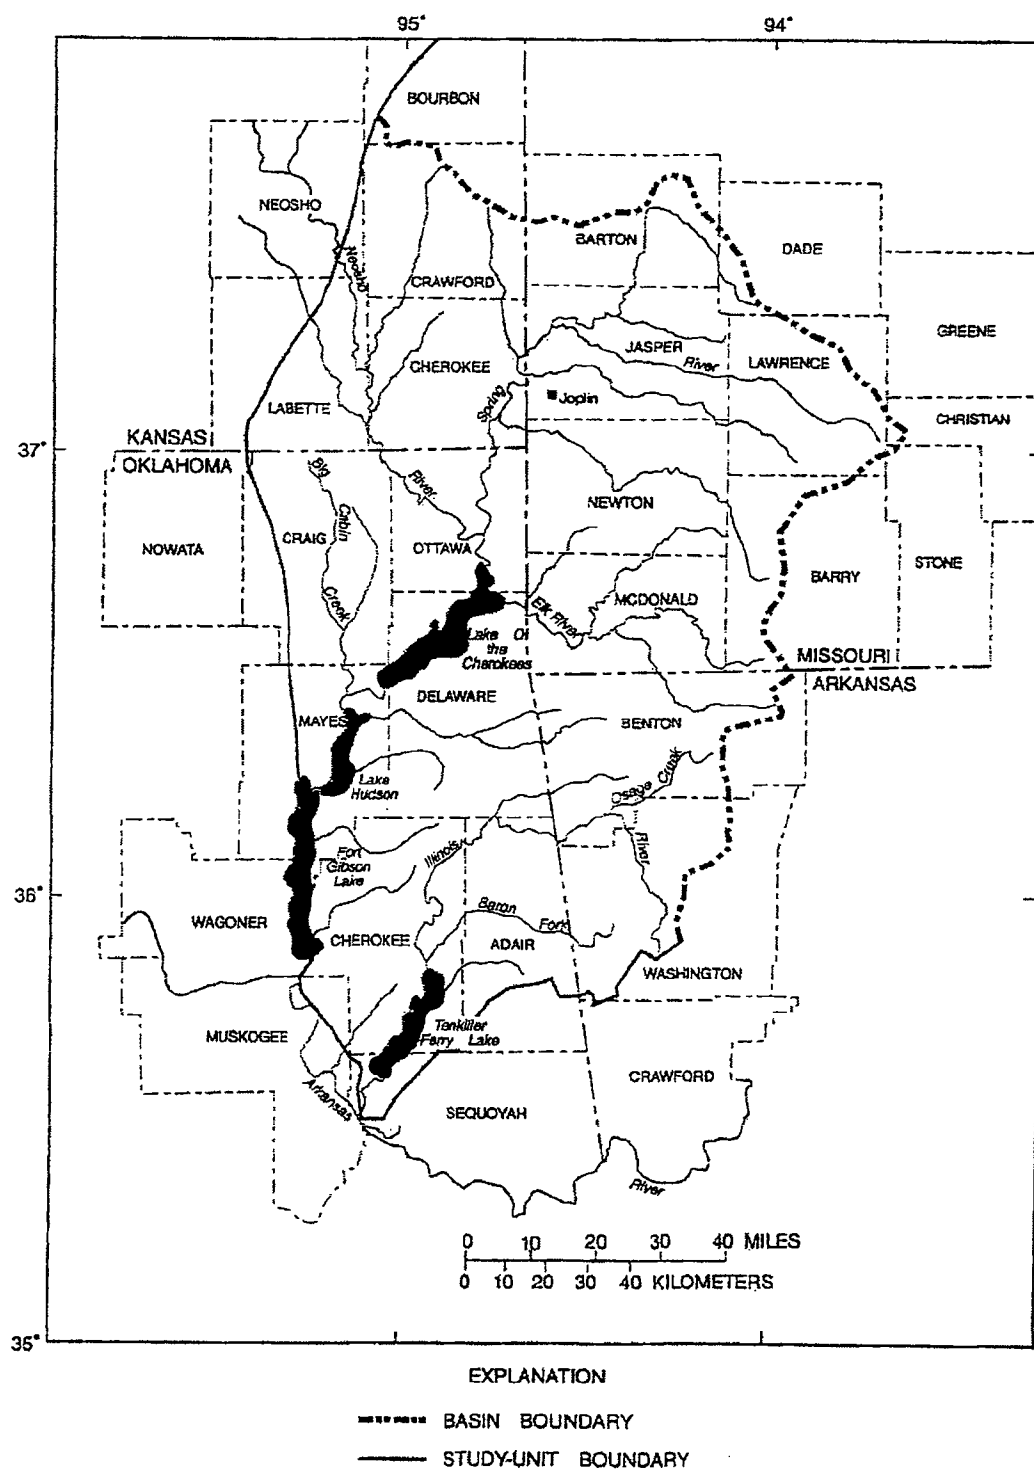 95°
94°
BOURBON
NEOSHO
BARTON
DADE
Neosho
CRAWFORD
GREENE
JASPER
CHEROKEE
River
LAWRENCE
LABETTE
Spring
Joplin
CHRISTIAN
37°
KANSAS
OKLAHOMA
Big
Cabin
Creek
River
NEWTON
NOWATA
CRAIG
OTTAWA
BARRY
STONE
Elk River
MCDONALD
Lake Of
the
Cherokees
MISSOURI
ARKANSAS
DELAWARE
MAYES
BENTON
Lake
Hudson
Osage Creek
Fort
Gibson
Lake
Illinois
River
36°
WAGONER
Baron
Fork
CHEROKEE
ADAIR
WASHINGTON
MUSKOGEE
Tenkiller
Ferry Lake
CRAWFORD
Arkansas
SEQUOYAH
River
0 10 20 30 40 MILES
0 10 20 30 40 KILOMETERS
35°
EXPLANATION
BASIN BOUNDARY
STUDY-UNIT BOUNDARY